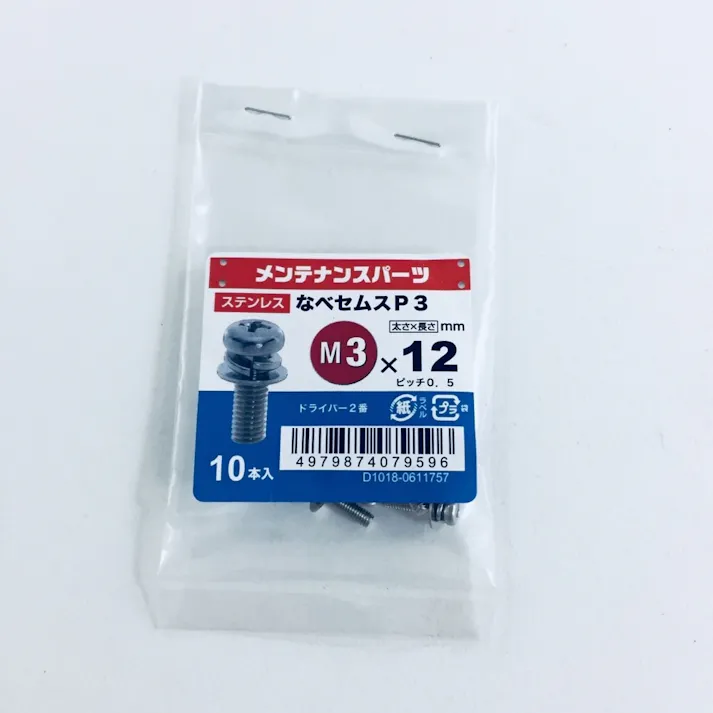 メンテナンスパーツ
ステンレス なべセムスP3
太さ×長さ mm
M3×12
ピッチ0.5
ドライバー2番
紙 ラベル プラ 袋
10本入
4979874079596
D1018-0611757